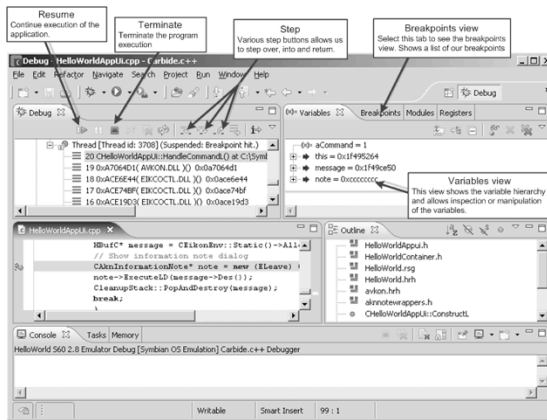 Resume
Continue execution of the
application.
Terminate
Terminate the program
execution
Step
Various step buttons allows us
to step over, into and return.
Breakpoints view
Select this tab to see the breakpoints
view. Shows a list of our breakpoints
Debug - HelloWorldAppUi.cpp - Carbide.c++
File Edit Refactor Navigate Search Project Run Window Help
Debug
Debug
Thread [Thread id: 3708] (Suspended: Breakpoint hit.)
20 CHelloWorldAppUi::HandleCommandL() at C:\Symb
19 0xA7064D1( AVKON.DLL )() 0x0a7064d1
18 0xACE6E44( EIKCOCTL.DLL )() 0x0ace6e44
17 0xACE74BF( EIKCOCTL.DLL )() 0x0ace74bf
16 0xACE19D3( EIKCOCTL.DLL )() 0x0ace19d3
Variables Breakpoints Modules Registers
aCommand = 1
this = 0x1f495264
message = 0x1f49ce50
note = 0xcccccccc
Variables view
This view shows the variable hierarchy
and allows inspection or manipulation
of the variables.
HelloWorldAppUi.cpp
HBufC* message = CEikonEnv::Static()->All
// Show information note dialog
CAknInformationNote* note = new (ELeave)
note->ExecuteLD(message->Des());
CleanupStack::PopAndDestroy(message);
break;
}
Outline
HelloWorldAppui.h
HelloWorldContainer.h
HelloWorld.rsg
HelloWorld.hrh
avkon.hrh
aknnotewrappers.h
CHelloWorldAppUi::ConstructL
Console Tasks Memory
HelloWorld S60 2.8 Emulator Debug [Symbian OS Emulation] Carbide.c++ Debugger
Writable Smart Insert 99 : 1